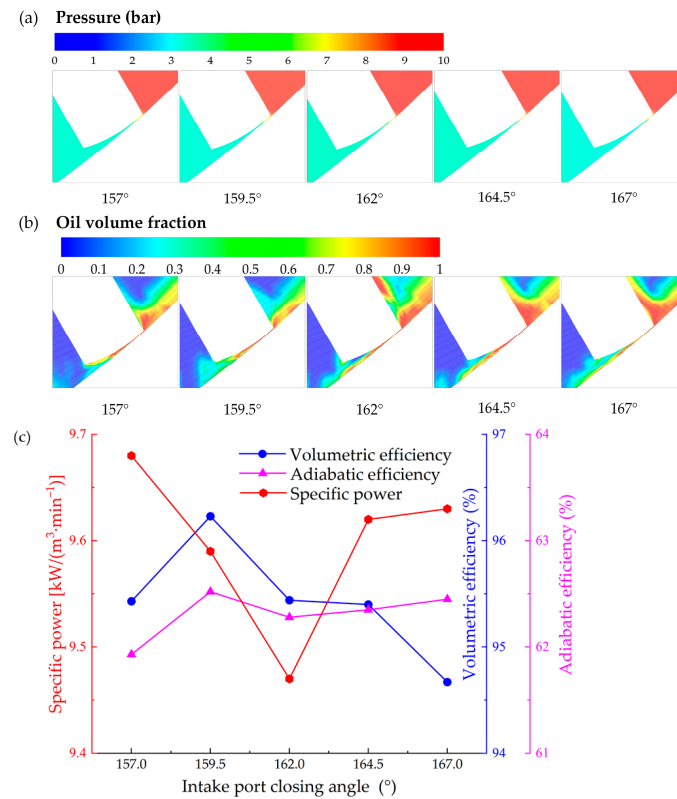 (a) Pressure (bar)
0 1 2 3 4 5 6 7 8 9 10
157° 159.5° 162° 164.5° 167°
(b) Oil volume fraction
0 0.1 0.2 0.3 0.4 0.5 0.6 0.7 0.8 0.9 1
157° 159.5° 162° 164.5° 167°
(c)
9.7
9.6
9.5
9.4
Specific power [kW/(m³·min⁻¹)]
Volumetric efficiency
Adiabatic efficiency
Specific power
97
96
95
94
Volumetric efficiency (%)
64
63
62
61
Adiabatic efficiency (%)
157.0 159.5 162.0 164.5 167.0
Intake port closing angle (°)